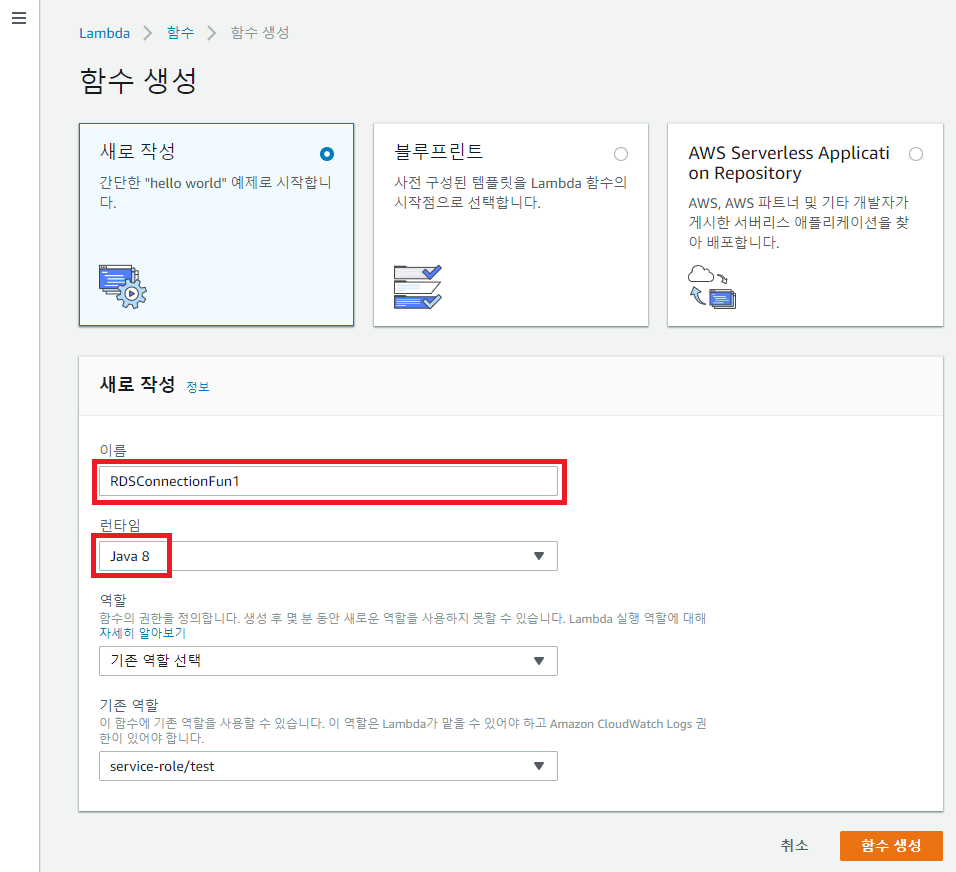 Lambda > 함수 > 함수 생성
함수 생성
새로 작성
간단한 "hello world" 예제로 시작합니
다.
블루프린트
사전 구성된 템플릿을 Lambda 함수의
시작점으로 선택합니다.
AWS Serverless Applicati
on Repository
AWS, AWS 파트너 및 기타 개발자가
게시한 서버리스 애플리케이션을 찾
아 배포합니다.
새로 작성 정보
이름
RDSConnectionFun1
런타임
Java 8
역할
함수의 권한을 정의합니다. 생성 후 몇 분 동안 새로운 역할을 사용하지 못할 수 있습니다. Lambda 실행 역할에 대해
자세히 알아보기
기존 역할 선택
기존 역할
이 함수에 기존 역할을 사용할 수 있습니다. 이 역할은 Lambda가 맡을 수 있어야 하고 Amazon CloudWatch Logs 권
한이 있어야 합니다.
service-role/test
취소
함수 생성